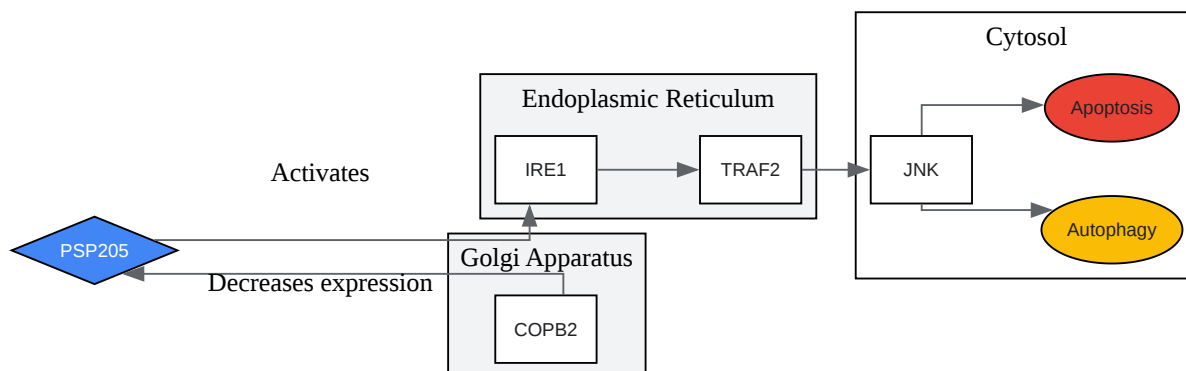 Cytosol
Endoplasmic Reticulum
Apoptosis
IRE1
TRAF2
JNK
Activates
Autophagy
PSP205
Golgi Apparatus
Decreases expression
COPB2